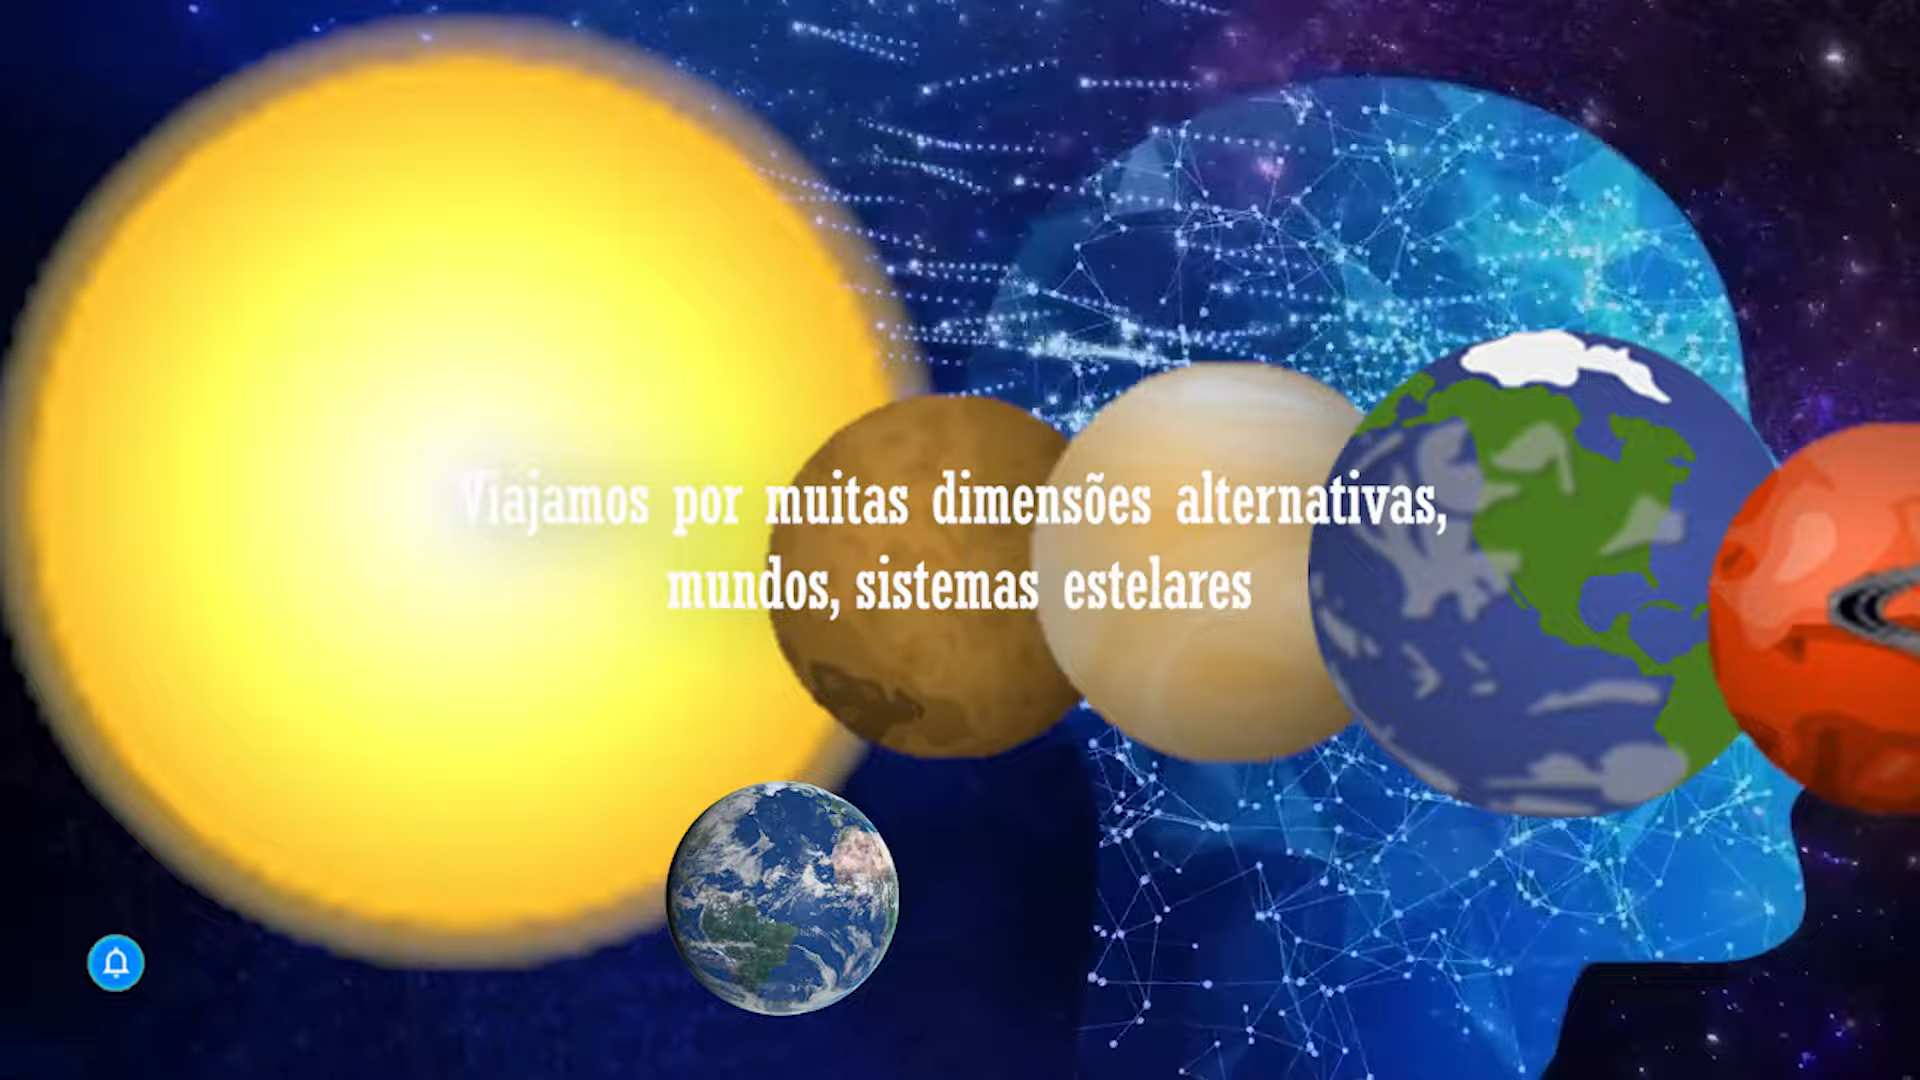 Viajamos por muitas dimensões alternativas,
mundos, sistemas estelares